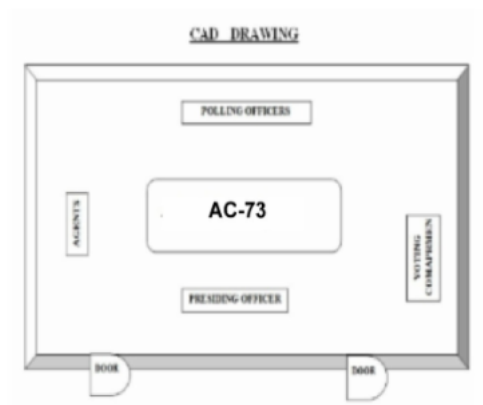 CAD DRAWING
POLLING OFFICERS
AC-73
AGENTS
VOTING
COMAPRMEN
PRESIDING OFFICER
DOOR
DOOR